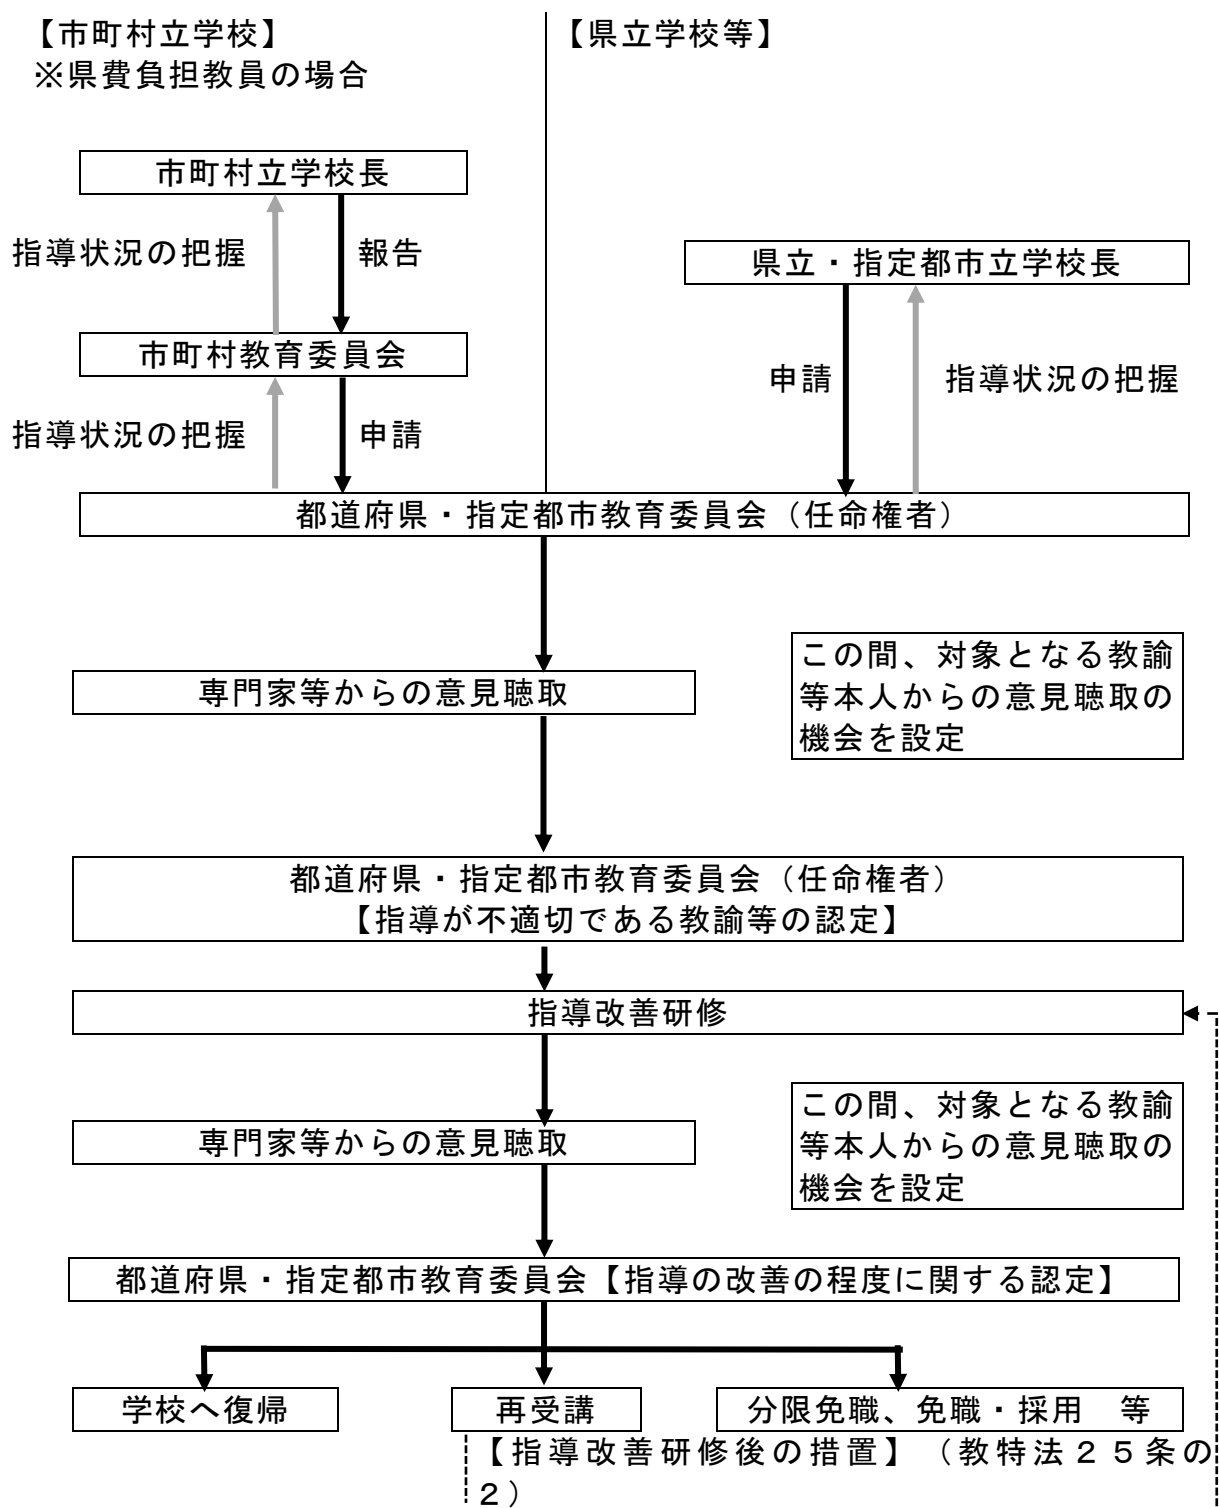 【市町村立学校】
※県費負担教員の場合
【県立学校等】
市町村立学校長
指導状況の把握
報告
県立・指定都市立学校長
市町村教育委員会
申請
指導状況の把握
指導状況の把握
申請
都道府県・指定都市教育委員会（任命権者）
この間、対象となる教諭
等本人からの意見聴取の
機会を設定
専門家等からの意見聴取
都道府県・指定都市教育委員会（任命権者）
【指導が不適切である教諭等の認定】
指導改善研修
この間、対象となる教諭
等本人からの意見聴取の
機会を設定
専門家等からの意見聴取
都道府県・指定都市教育委員会【指導の改善の程度に関する認定】
学校へ復帰
再受講
分限免職、免職・採用　等
【指導改善研修後の措置】（教特法２５条の
２）